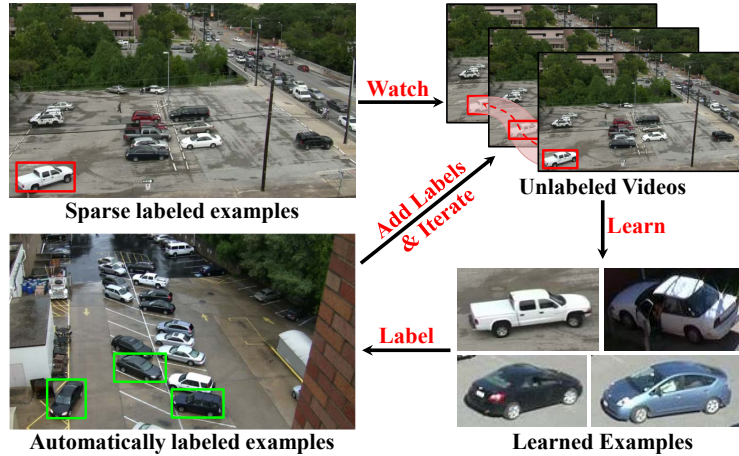 Watch
Sparse labeled examples
Unlabeled Videos
Add Labels
& Iterate
Learn
Label
Automatically labeled examples
Learned Examples